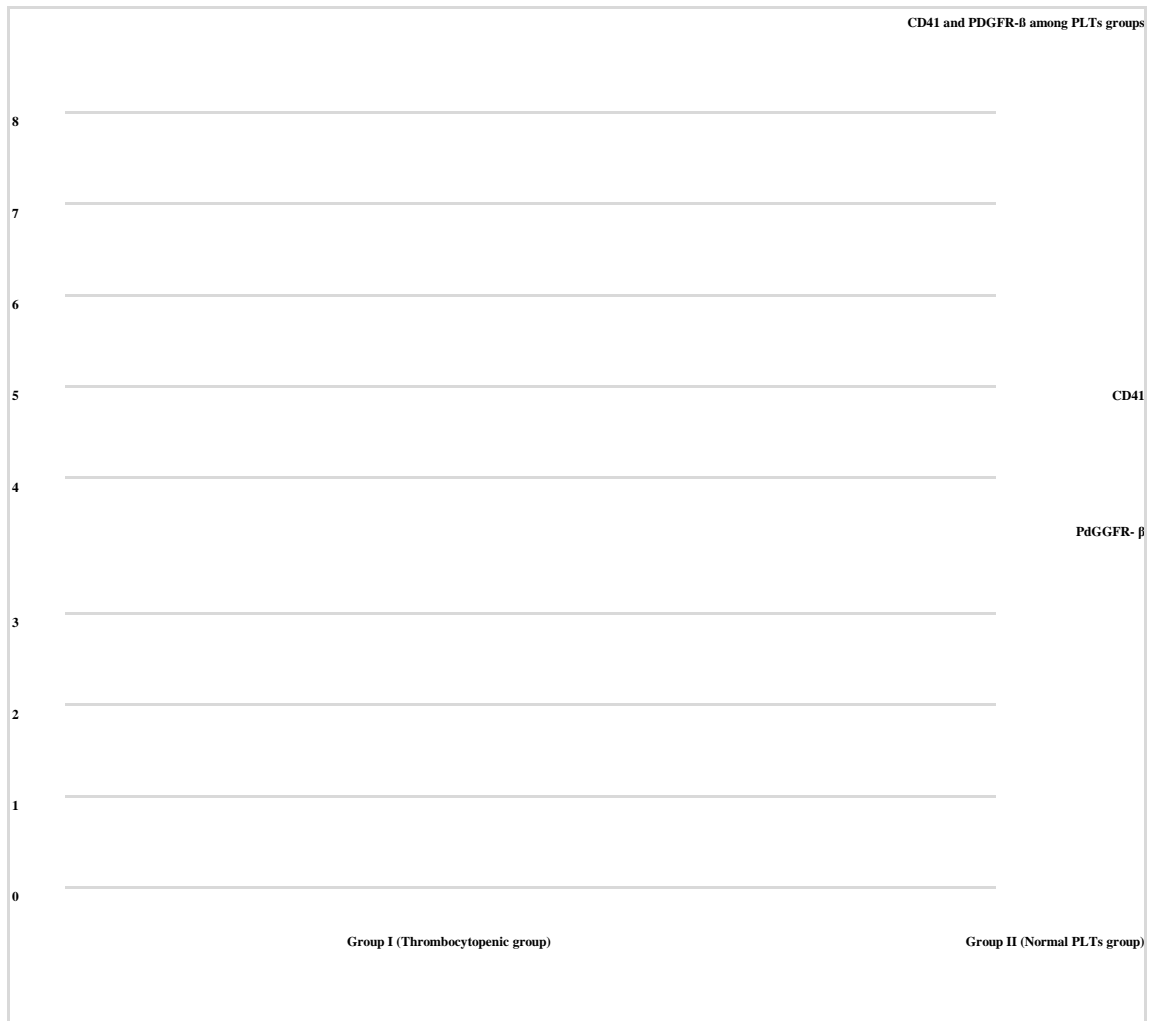 CD41 and PDGFR-ß among PLTs groups
8
7
6
5
CD41
4
PdGGFR- β
3
2
1
0
Group I (Thrombocytopenic group)
Group II (Normal PLTs group)